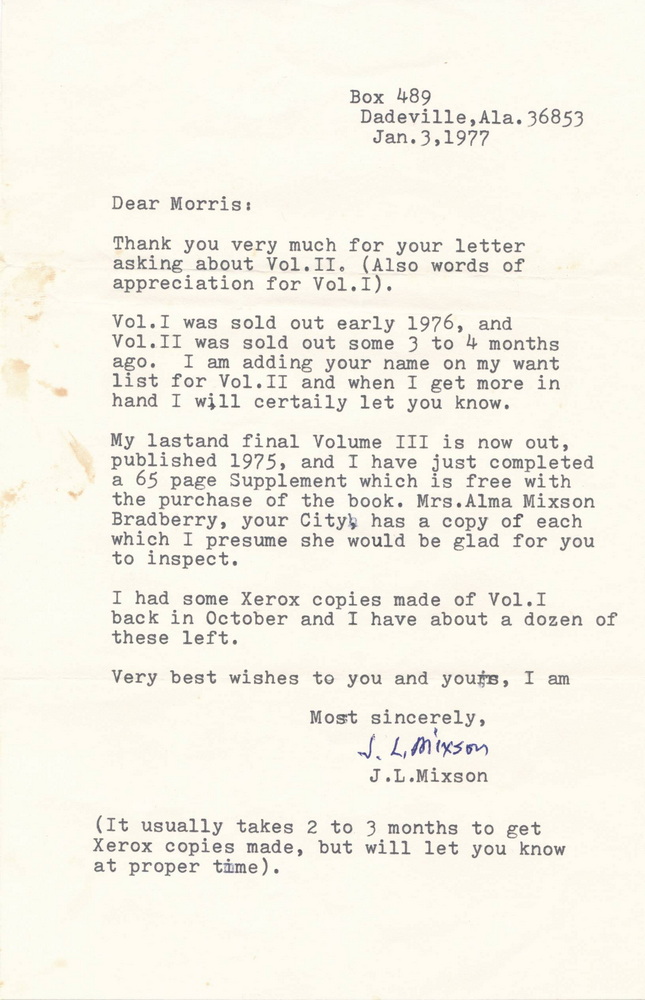 Box 489
Dadeville,Ala.36853
Jan.3,1977
Dear Morris:
Thank you very much for your letter
asking about Vol.II. (Also words of
appreciation for Vol.I).
Vol.I was sold out early 1976, and
Vol.II was sold out some 3 to 4 months
ago.  I am adding your name on my want
list for Vol.II and when I get more in
hand I will certaily let you know.
My lastand final Volume III is now out,
published 1975, and I have just completed
a 65 page Supplement which is free with
the purchase of the book. Mrs.Alma Mixson
Bradberry, your City, has a copy of each
which I presume she would be glad for you
to inspect.
I had some Xerox copies made of Vol.I
back in October and I have about a dozen of
these left.
Very best wishes to you and yours, I am
Most sincerely,
J. L. Mixson
J.L.Mixson
(It usually takes 2 to 3 months to get
Xerox copies made, but will let you know
at proper time).